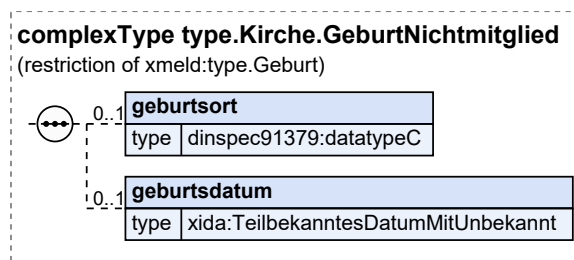 complexType type.Kirche.GeburtNichtmitglied
(restriction of xmeld:type.Geburt)
0..1 geburtsort
type dinspec91379:datatypeC
0..1 geburtsdatum
type xida:TeilbekanntesDatumMitUnbekannt